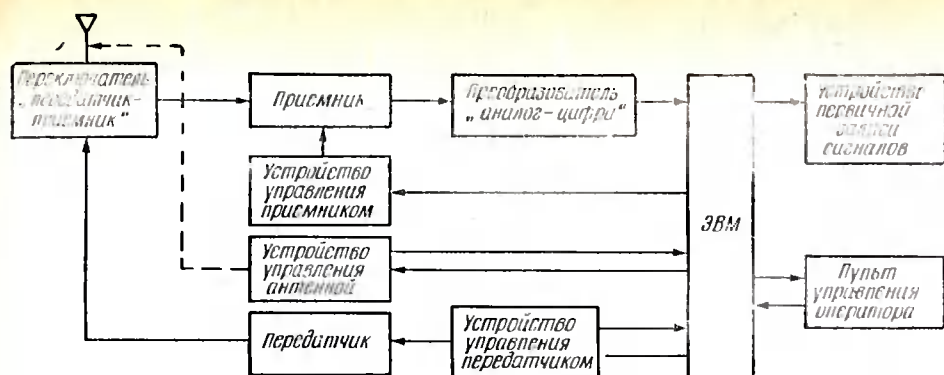 Переключатель
„передатчик-
приемник“
Приемник
Преобразователь
„аналог-цифра“
ЭВМ
Устройство
первичной
записи
сигналов
Устройство
управления
приемником
Устройство
управления
антенной
Передатчик
Устройство
управления
передатчиком
Пульт
управления
оператора